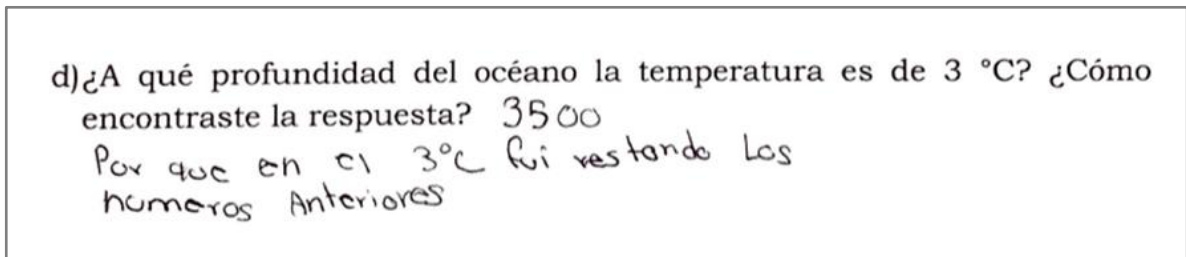 d)¿A qué profundidad del océano la temperatura es de 3 °C? ¿Cómo
encontraste la respuesta? 3500
Por que en el 3°C fui restando Los
numeros Anteriores